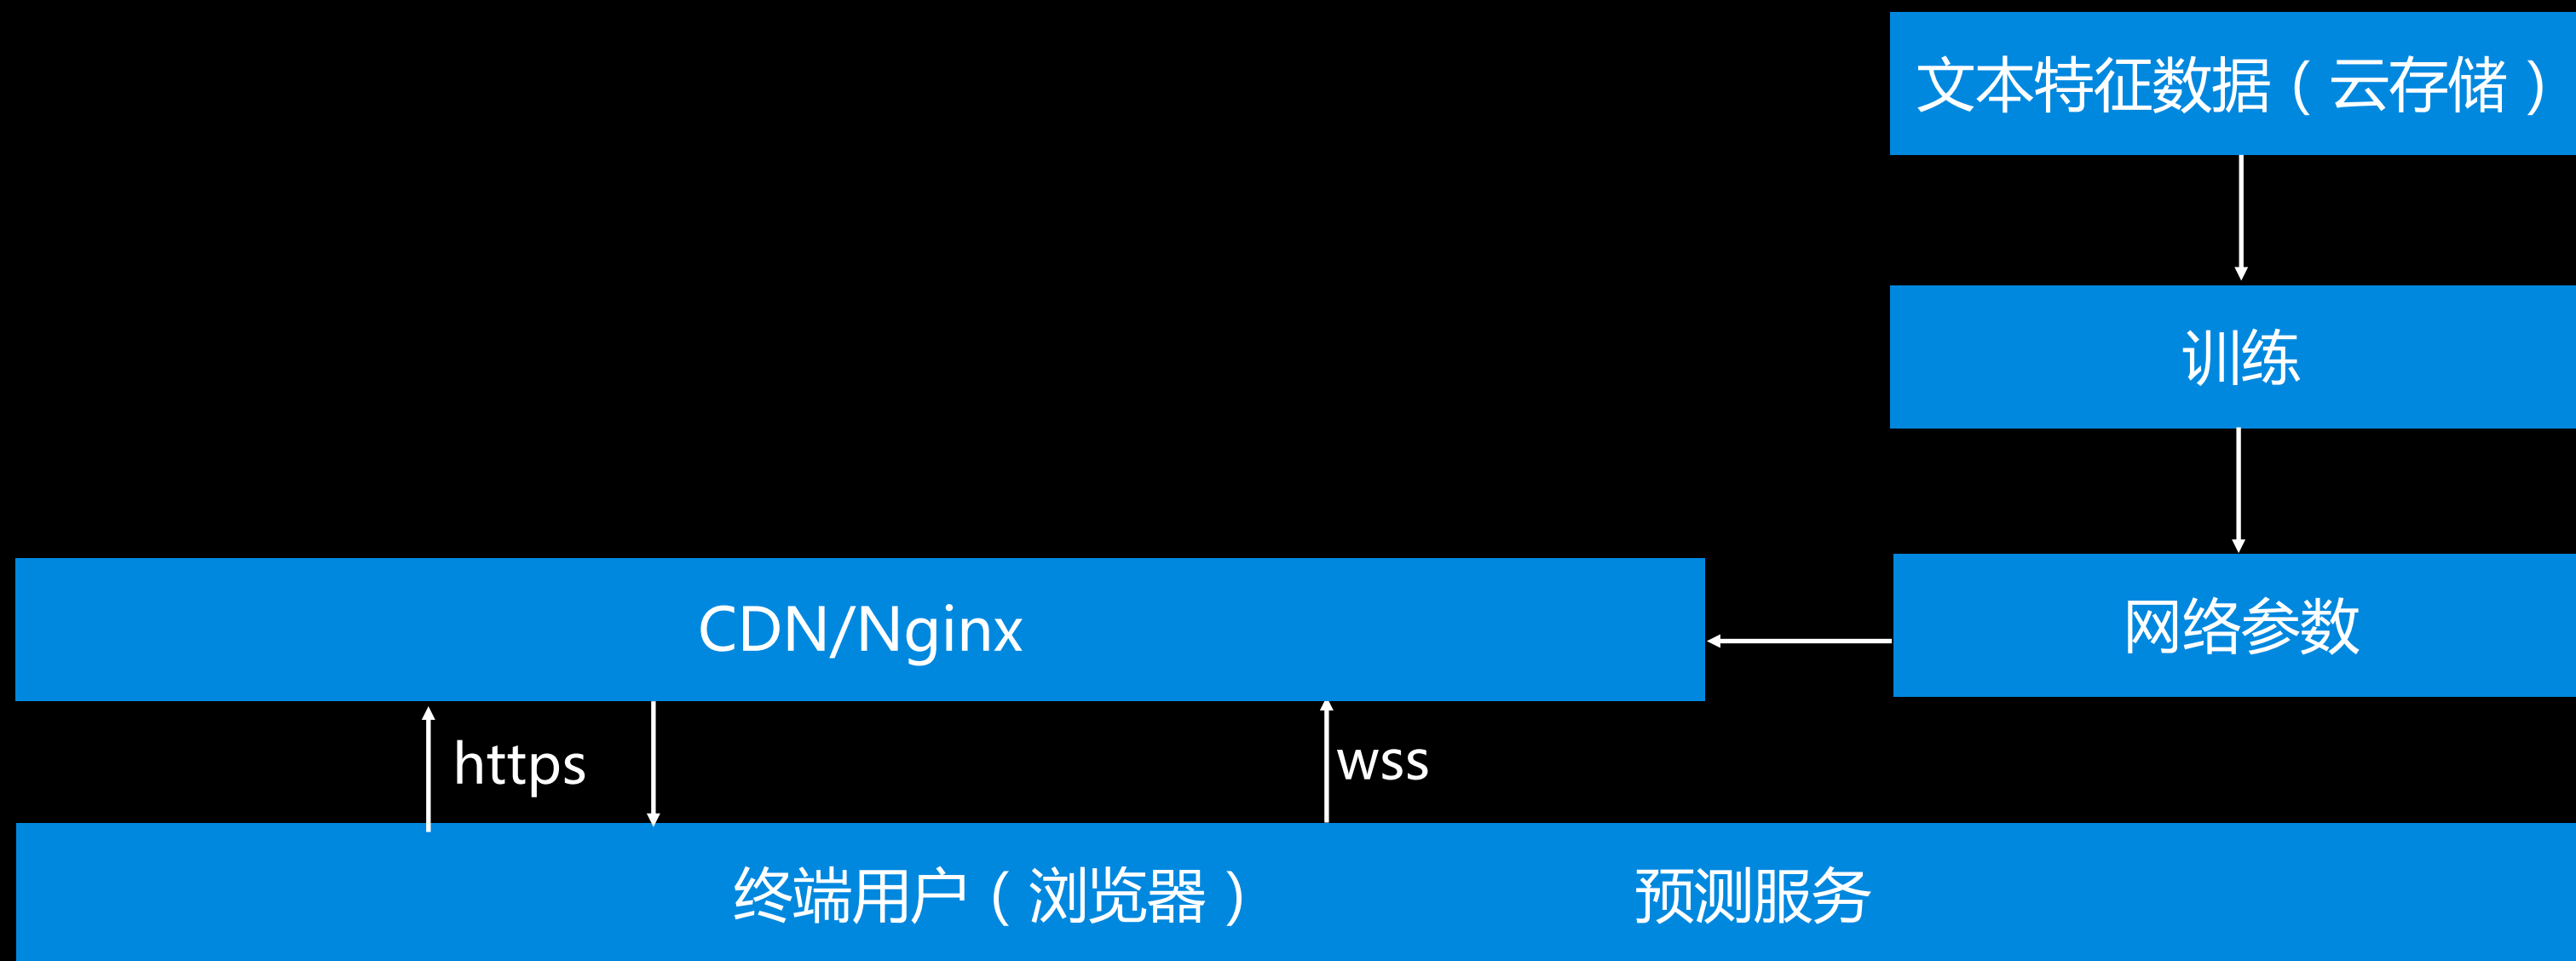 文本特征数据（云存储）
训练
网络参数
CDN/Nginx
https
wss
终端用户（浏览器）
预测服务